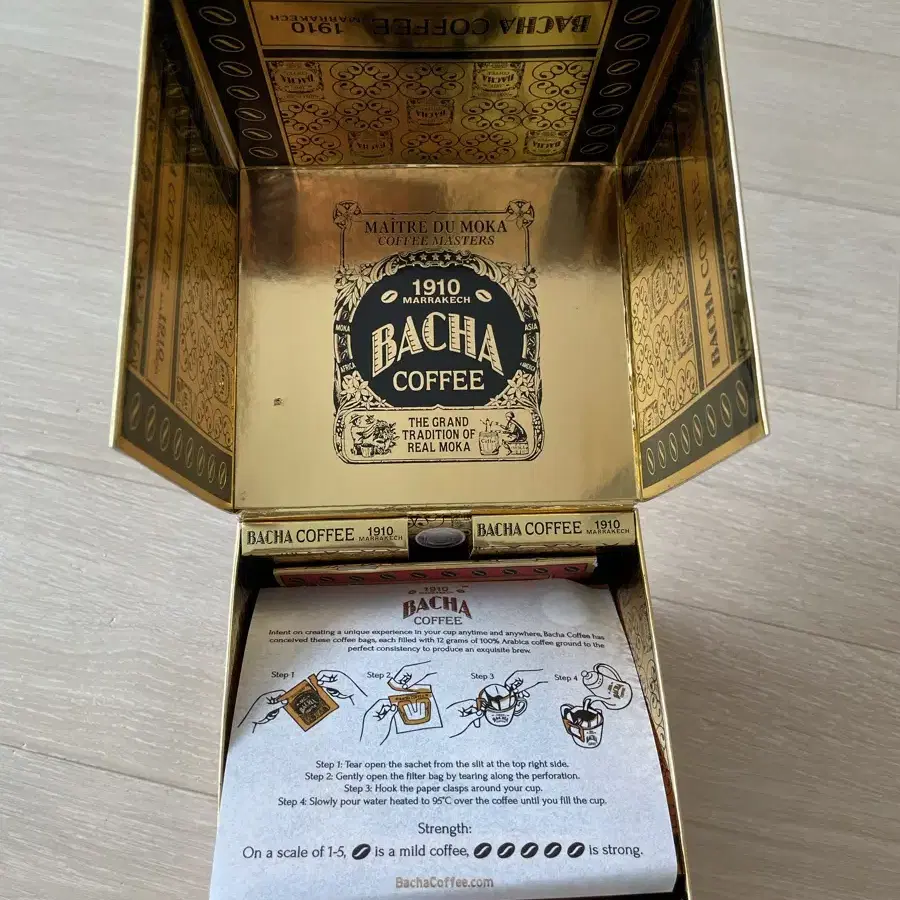 BACHA COFFEE 1910 MARRAKECH
MAÎTRE DU MOKA
COFFEE MASTERS
1910
MARRAKECH
BACHA
COFFEE
MOKA
ASIA
AFRICA
THE GRAND
TRADITION OF
REAL MOKA
BACHA COFFEE
BACHA COFFEE 1910 MARRAKECH
BACHA COFFEE 1910 MARRAKECH
1910
BACHA
COFFEE
Intent on creating a unique experience in your cup anytime and anywhere, Bacha Coffee has
conceived these coffee bags, each filled with 12 grams of 100% Arabica coffee ground to the
perfect consistency to produce an exquisite brew.
Step 1 Step 2 Step 3 Step 4
Step 1: Tear open the sachet from the slit at the top right side.
Step 2: Gently open the filter bag by tearing along the perforation.
Step 3: Hook the paper clasps around your cup.
Step 4: Slowly pour water heated to 95°C over the coffee until you fill the cup.
Strength:
On a scale of 1-5, is a mild coffee, is strong.
BachaCoffee.com